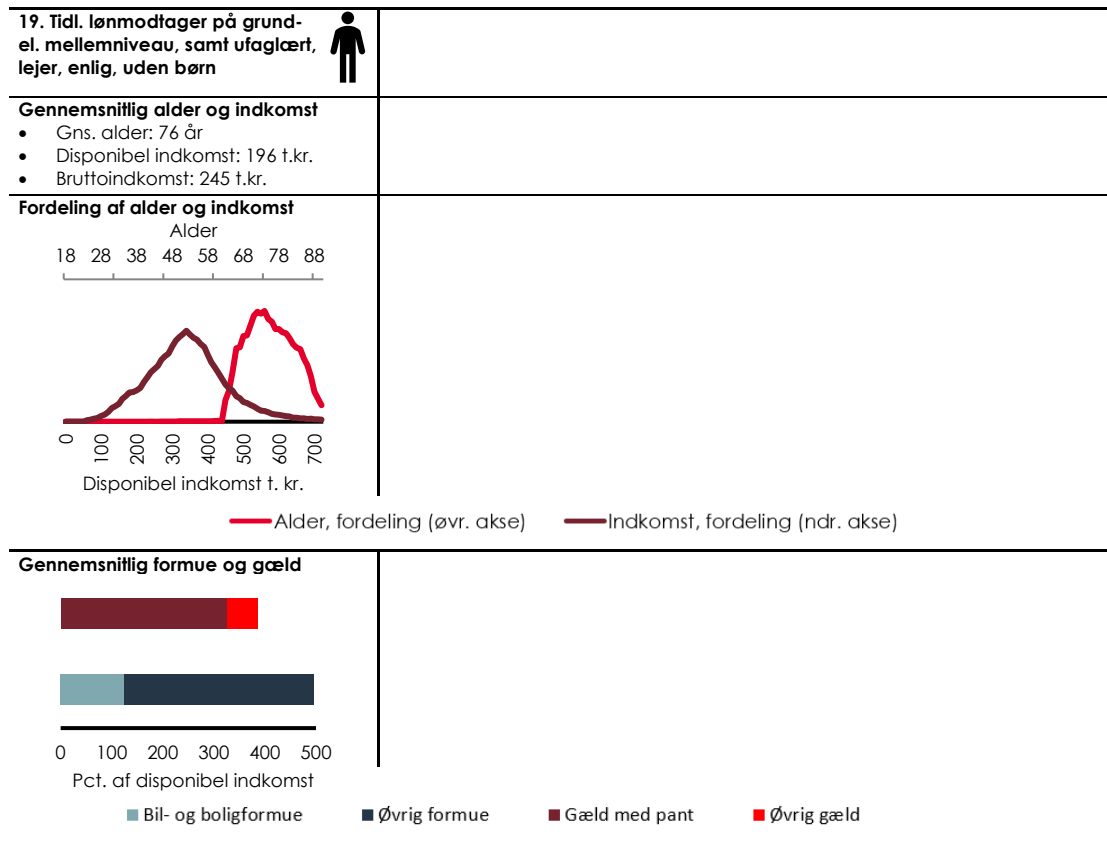 19. Tidl. lønmodtager på grund-
el. mellemniveau, samt ufaglært,
lejer, enlig, uden børn
Gennemsnitlig alder og indkomst
• Gns. alder: 76 år
• Disponibel indkomst: 196 t.kr.
• Bruttoindkomst: 245 t.kr.
Fordeling af alder og indkomst
Alder
18 28 38 48 58 68 78 88
0 100 200 300 400 500 600 700
Disponibel indkomst t. kr.
Alder, fordeling (øvr. akse) Indkomst, fordeling (ndr. akse)
Gennemsnitlig formue og gæld
0 100 200 300 400 500
Pct. af disponibel indkomst
Bil- og boligformue Øvrig formue Gæld med pant Øvrig gæld